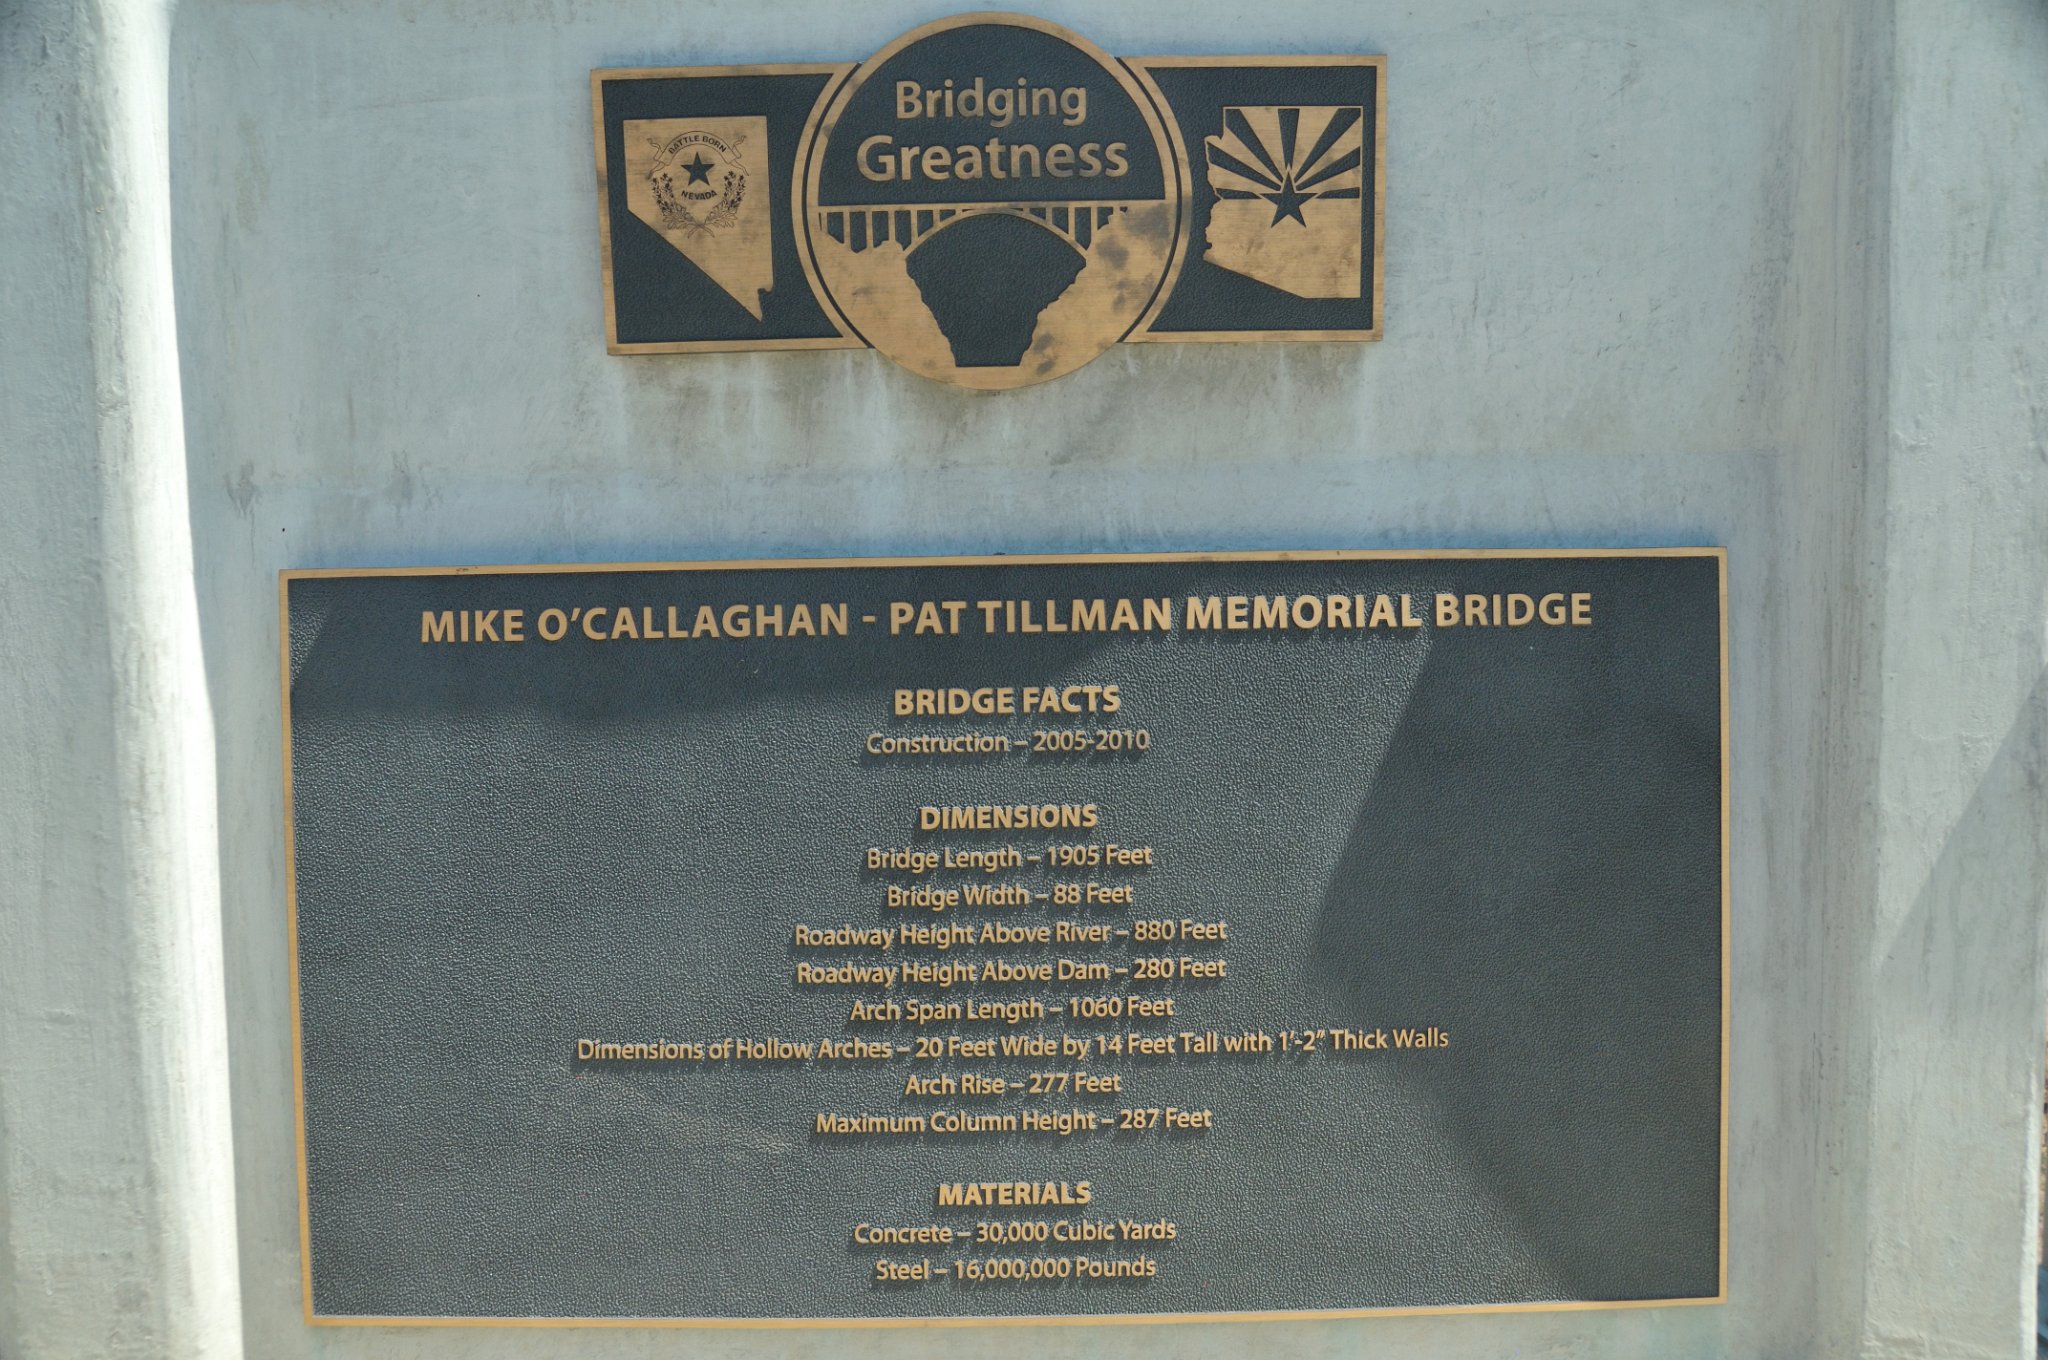 Bridging
Greatness
BATTLE BORN
NEVADA
MIKE O'CALLAGHAN - PAT TILLMAN MEMORIAL BRIDGE
BRIDGE FACTS
Construction – 2005-2010
DIMENSIONS
Bridge Length – 1905 Feet
Bridge Width – 88 Feet
Roadway Height Above River – 880 Feet
Roadway Height Above Dam – 280 Feet
Arch Span Length – 1060 Feet
Dimensions of Hollow Arches – 20 Feet Wide by 14 Feet Tall with 1'-2" Thick Walls
Arch Rise – 277 Feet
Maximum Column Height – 287 Feet
MATERIALS
Concrete – 30,000 Cubic Yards
Steel – 16,000,000 Pounds